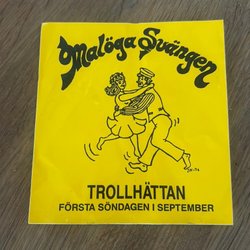 Malöga Svängen
TROLLHÄTTAN
FÖRSTA SÖNDAGEN I SEPTEMBER